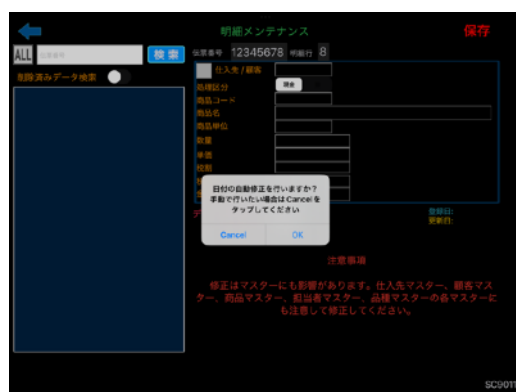 明細メンテナンス
保存
ALL
伝票番号
検索
伝票番号 12345678 明細行 8
削除済みデータ検索
仕入先 / 顧客
処理区分
現金
商品コード
商品名
商品単位
数量
単価
税割
日付の自動修正を行いますか?
手動で行いたい場合は Cancel を
タップしてください
Cancel
OK
登録日:
更新日:
注意事項
修正はマスターにも影響があります。仕入先マスター、顧客マス
ター、商品マスター、担当者マスター、品種マスターの各マスターに
も注意して修正してください。
SC9011